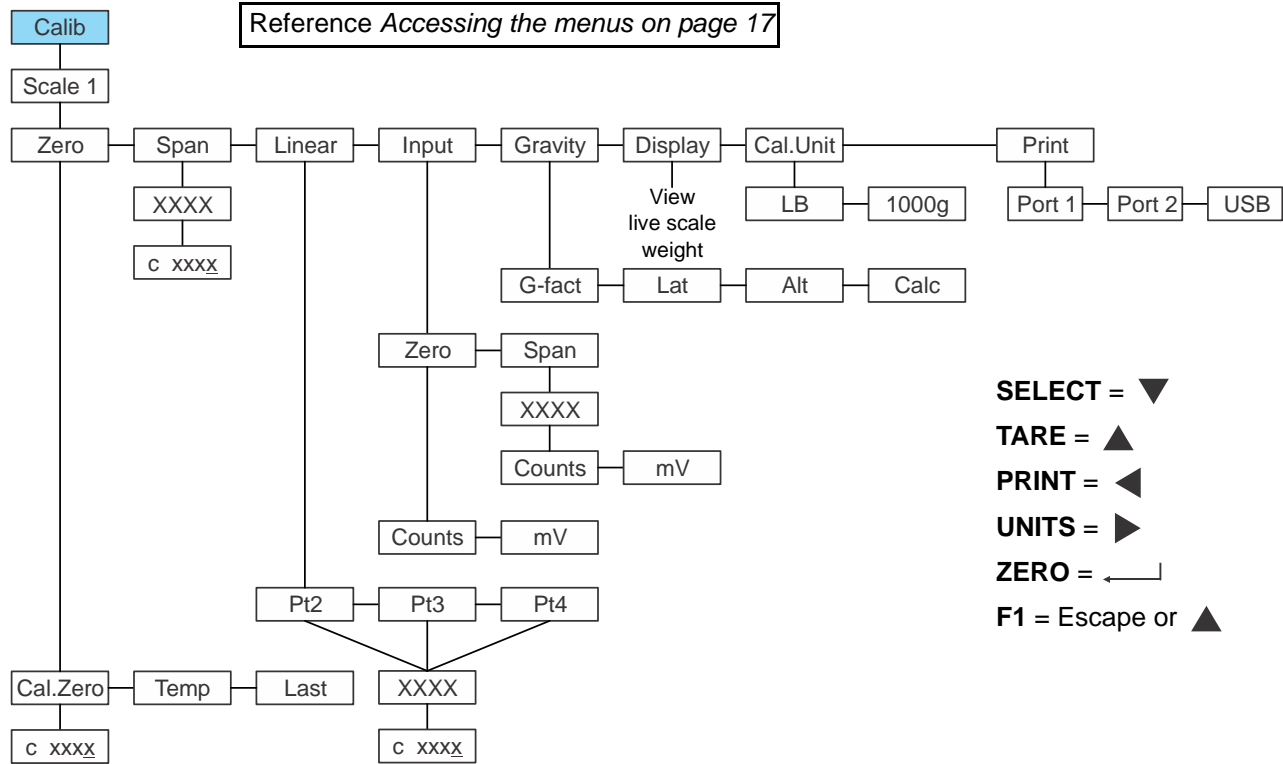 Calib
Reference Accessing the menus on page 17
Scale 1
Zero Span Linear Input Gravity Display Cal.Unit Print
XXXX
View
live scale
weight
LB 1000g
Port 1 Port 2 USB
c xxxx
G-fact Lat Alt Calc
Zero Span
XXXX
Counts mV
Counts mV
Pt2 Pt3 Pt4
Cal.Zero Temp Last
XXXX
c xxxx
c xxxx
SELECT =
TARE =
PRINT =
UNITS =
ZERO =
F1 = Escape or